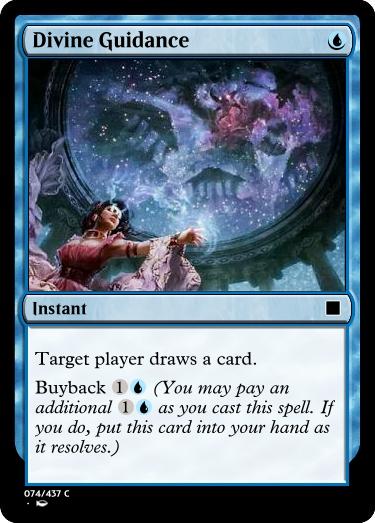 Divine Guidance
Instant
Target player draws a card.
Buyback 1 (You may pay an
additional 1 as you cast this spell. If
you do, put this card into your hand as
it resolves.)
074/437 C